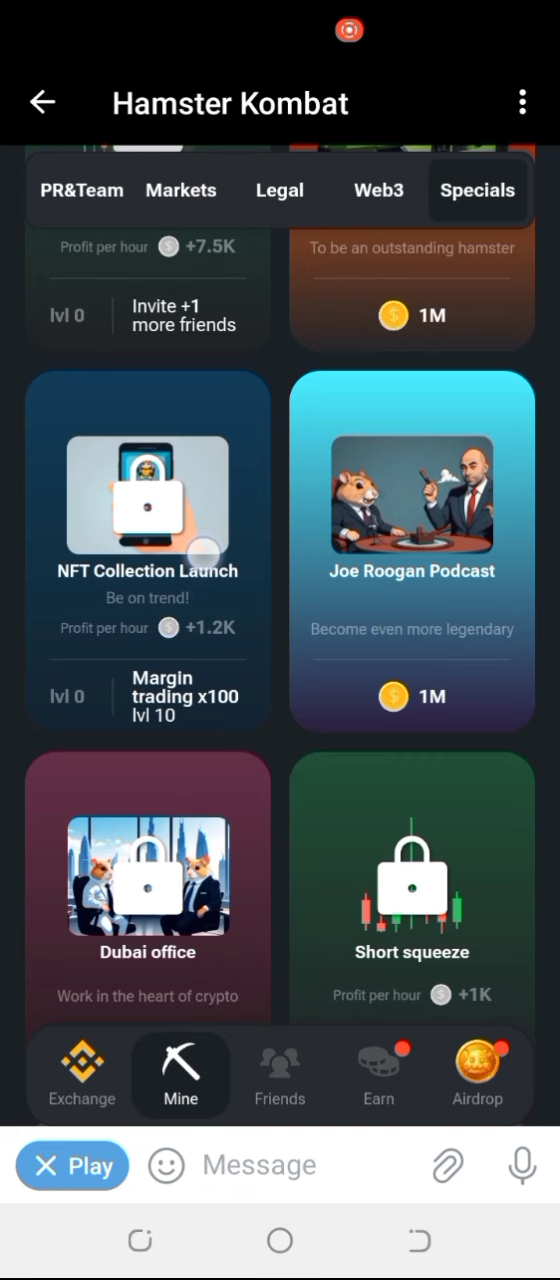 Hamster Kombat
PR&Team Markets Legal Web3 Specials
Profit per hour +7.5K
lvl 0
Invite +1
more friends
To be an outstanding hamster
1M
NFT Collection Launch
Be on trend!
Profit per hour +1.2K
lvl 0
Margin
trading x100
lvl 10
Joe Roogan Podcast
Become even more legendary
1M
Dubai office
Work in the heart of crypto
Short squeeze
Profit per hour +1K
Exchange Mine Friends Earn Airdrop
Play Message